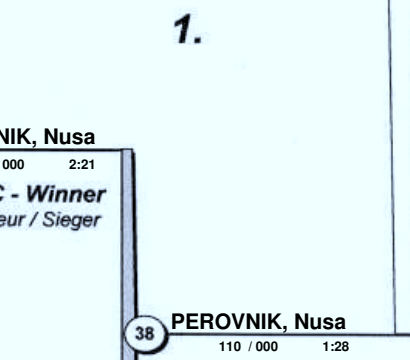 1.
NIK, Nusa
000 2:21
C - Winner
eur / Sieger
38
PEROVNIK, Nusa
110 / 000 1:28